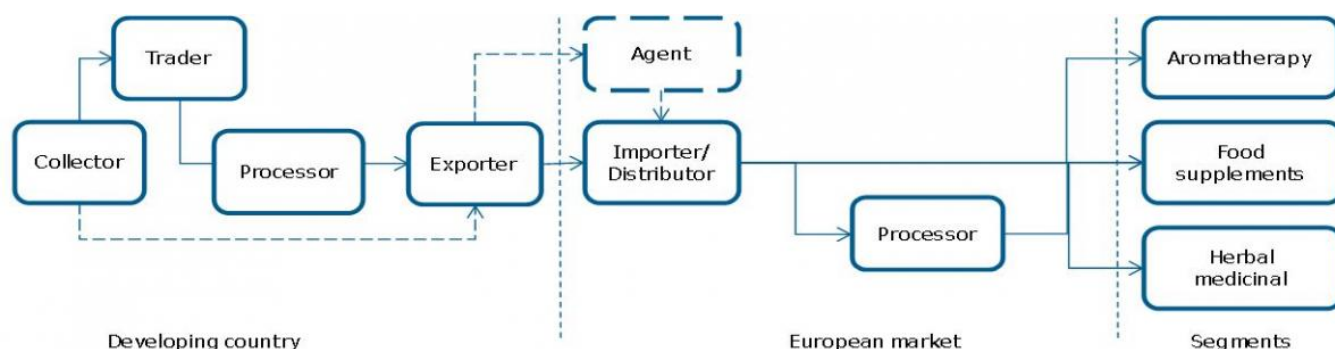 Trader
Collector
Processor
Exporter
Agent
Importer/
Distributor
Processor
Aromatherapy
Food
supplements
Herbal
medicinal
Developing country
European market
Segments